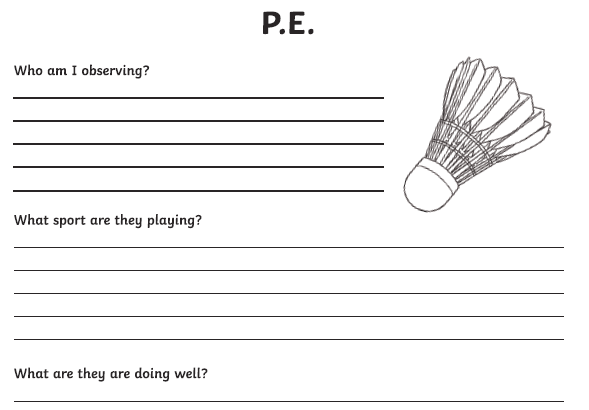 P.E.
Who am I observing?
What sport are they playing?
What are they are doing well?